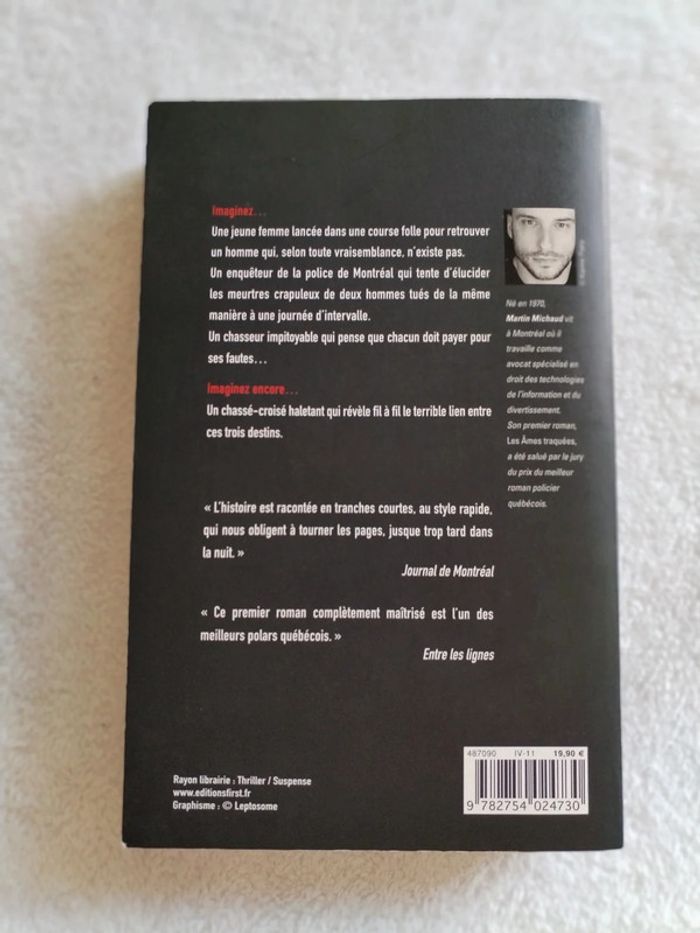 Imaginez...
Une jeune femme lancée dans une course folle pour retrouver
un homme qui, selon toute vraisemblance, n'existe pas.
Un enquêteur de la police de Montréal qui tente d'élucider
les meurtres crapuleux de deux hommes tués de la même
manière à une journée d'intervalle.
Un chasseur impitoyable qui pense que chacun doit payer pour
ses fautes...
Imaginez encore...
Un chassé-croisé haletant qui révèle fil à fil le terrible lien entre
ces trois destins.
« L'histoire est racontée en tranches courtes, au style rapide,
qui nous obligent à tourner les pages, jusque trop tard dans
la nuit. »
Journal de Montréal
« Ce premier roman complètement maîtrisé est l'un des
meilleurs polars québécois. »
Entre les lignes
Né en 1970,
Martin Michaud vit
à Montréal où il
travaille comme
avocat spécialisé en
droit des technologies
de l'information et du
divertissement.
Son premier roman,
Les Âmes traquées,
a été salué par le jury
du prix du meilleur
roman policier
québécois.
Rayon librairie : Thriller / Suspense
www.editionsfirst.fr
Graphisme : © Leptosome
487090 IV-11 19,90 €
9 782754 024730